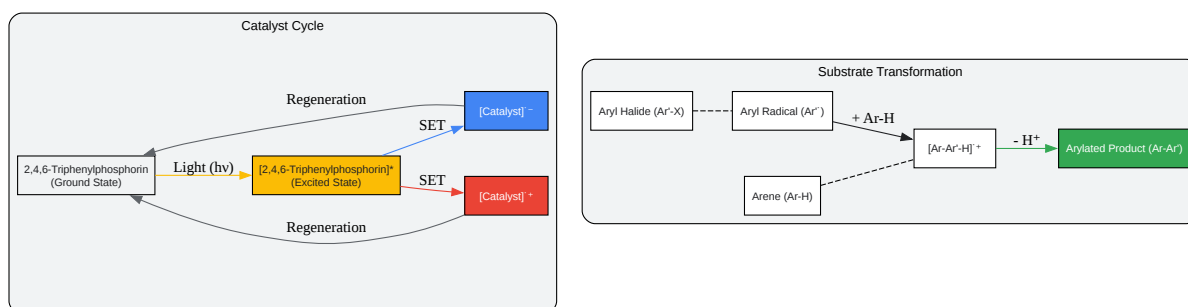 Catalyst Cycle
2,4,6-Triphenylphosphorin
(Ground State)
Light (hν)
[2,4,6-Triphenylphosphorin]*
(Excited State)
Regeneration
SET
[Catalyst]˙⁻
SET
[Catalyst]˙⁺
Regeneration
Substrate Transformation
Aryl Halide (Ar'-X)
Aryl Radical (Ar'˙)
+ Ar-H
Arene (Ar-H)
[Ar-Ar'-H]˙⁺
- H⁺
Arylated Product (Ar-Ar')